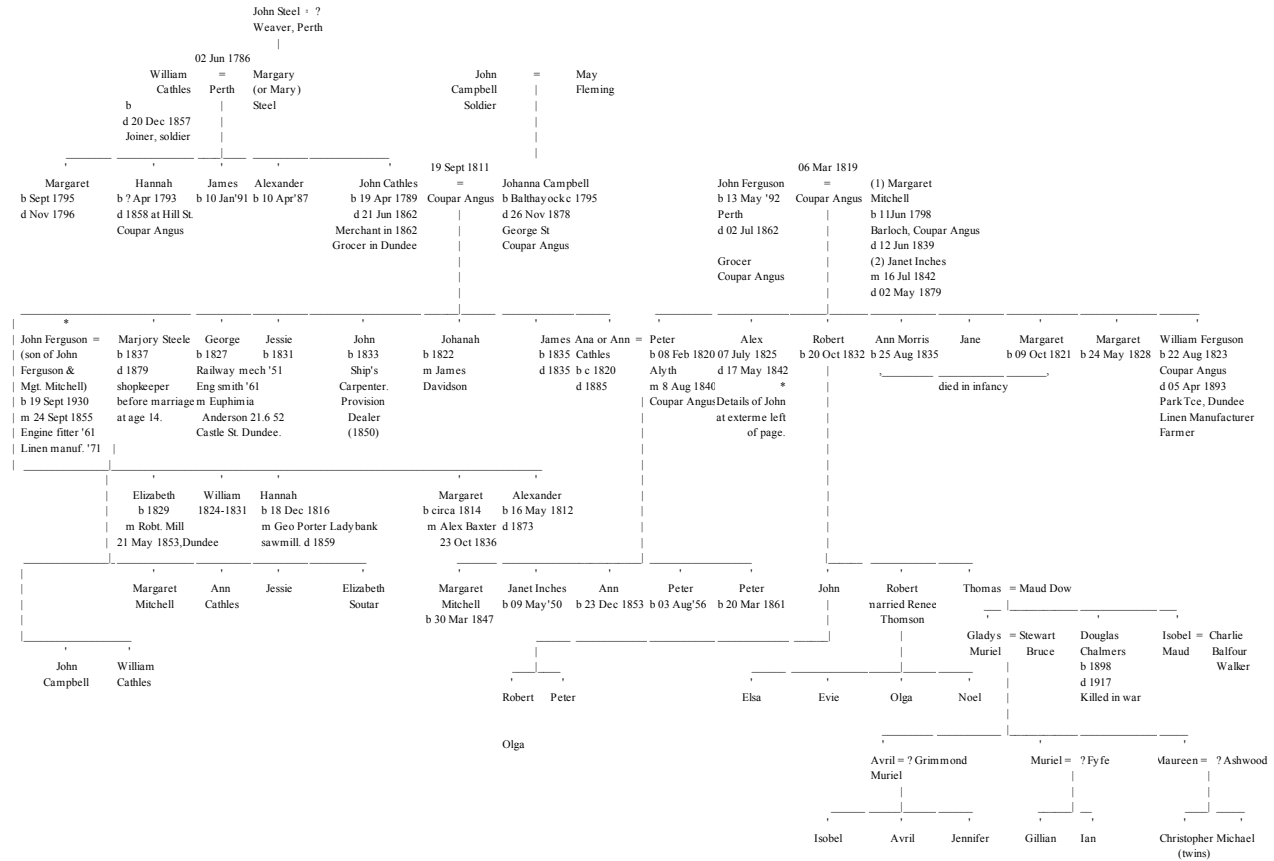 John Steel = ?
Weaver, Perth
02 Jun 1786
William = Margary John = May
Cathles Perth (or Mary) Campbell Fleming
b Steel Soldier
d 20 Dec 1857
Joiner, soldier
19 Sept 1811 06 Mar 1819
Margaret Hannah James Alexander John Cathles = Johanna Campbell John Ferguson = (1) Margaret
b Sept 1795 b ? Apr 1793 b 10 Jan'91 b 10 Apr'87 b 19 Apr 1789 Coupar Angus b Balthayock c 1795 b 13 May '92 Coupar Angus Mitchell
d Nov 1796 d 1858 at Hill St. d 21 Jun 1862 d 26 Nov 1878 Perth b 11Jun 1798
Coupar Angus Merchant in 1862 George St d 02 Jul 1862 Barloch, Coupar Angus
Grocer in Dundee Coupar Angus d 12 Jun 1839
Grocer (2) Janet Inches
Coupar Angus m 16 Jul 1842
d 02 May 1879
*
John Ferguson = Marjory Steele George Jessie John Johanah James Ana or Ann = Peter Alex Robert Ann Morris Jane Margaret Margaret William Ferguson
(son of John b 1837 b 1827 b 1831 b 1833 b 1822 b 1835 Cathles b 08 Feb 1820 07 July 1825 b 20 Oct 1832 b 25 Aug 1835 b 09 Oct 1821 b 24 May 1828 b 22 Aug 1823
Ferguson & d 1879 Railway mech '51 Ship's m James d 1835 b c 1820 Alyth d 17 May 1842 Coupar Angus
Mgt. Mitchell) shopkeeper Eng smith '61 Carpenter. Davidson d 1885 m 8 Aug 1840 * died in infancy d 05 Apr 1893
b 19 Sept 1930 before marriage m Euphimia Provision Coupar Angus Details of John Park Tce, Dundee
m 24 Sept 1855 at age 14. Anderson 21.6 52 Dealer at exterme left Linen Manufacturer
Engine fitter '61 Castle St. Dundee. (1850) of page. Farmer
Linen manuf. '71
Elizabeth William Hannah Margaret Alexander
b 1829 1824-1831 b 18 Dec 1816 b circa 1814 b 16 May 1812
m Robt. Mill m Geo Porter Ladybank m Alex Baxter d 1873
21 May 1853,Dundee sawmill. d 1859 23 Oct 1836
Margaret Ann Jessie Elizabeth Margaret Janet Inches Ann Peter Peter John Robert Thomas = Maud Dow
Mitchell Cathles Soutar Mitchell b 09 May'50 b 23 Dec 1853 b 03 Aug'56 b 20 Mar 1861 married Renee
b 30 Mar 1847 Thomson
Gladys = Stewart Douglas Isobel = Charlie
Muriel Bruce Chalmers Maud Balfour
b 1898 Walker
d 1917
Killed in war
John William
Campbell Cathles
Robert Peter Elsa Evie Olga Noel
Olga
Avril = ? Grimmond Muriel = ? Fyfe Maureen = ? Ashwood
Muriel
Isobel Avril Jennifer Gillian Ian Christopher Michael
(twins)